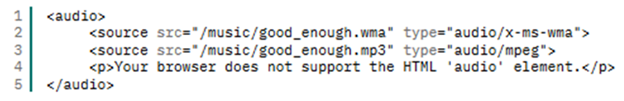 1 <audio>
2 <source src="/music/good_enough.wma" type="audio/x-ms-wma">
3 <source src="/music/good_enough.mp3" type="audio/mpeg">
4 <p>Your browser does not support the HTML 'audio' element.</p>
5 </audio>